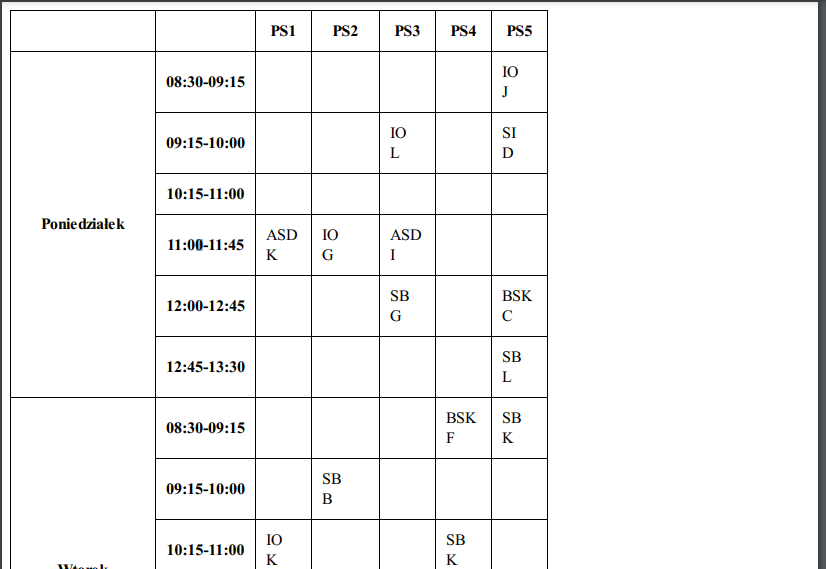 PS1 PS2 PS3 PS4 PS5
08:30-09:15 IO
J
09:15-10:00 IO SI
L D
10:15-11:00
Poniedziałek
11:00-11:45 ASD IO ASD
K G I
12:00-12:45 SB BSK
G C
12:45-13:30 SB
L
08:30-09:15 BSK SB
F K
09:15-10:00 SB
B
10:15-11:00 IO SB
K K
Wtorek